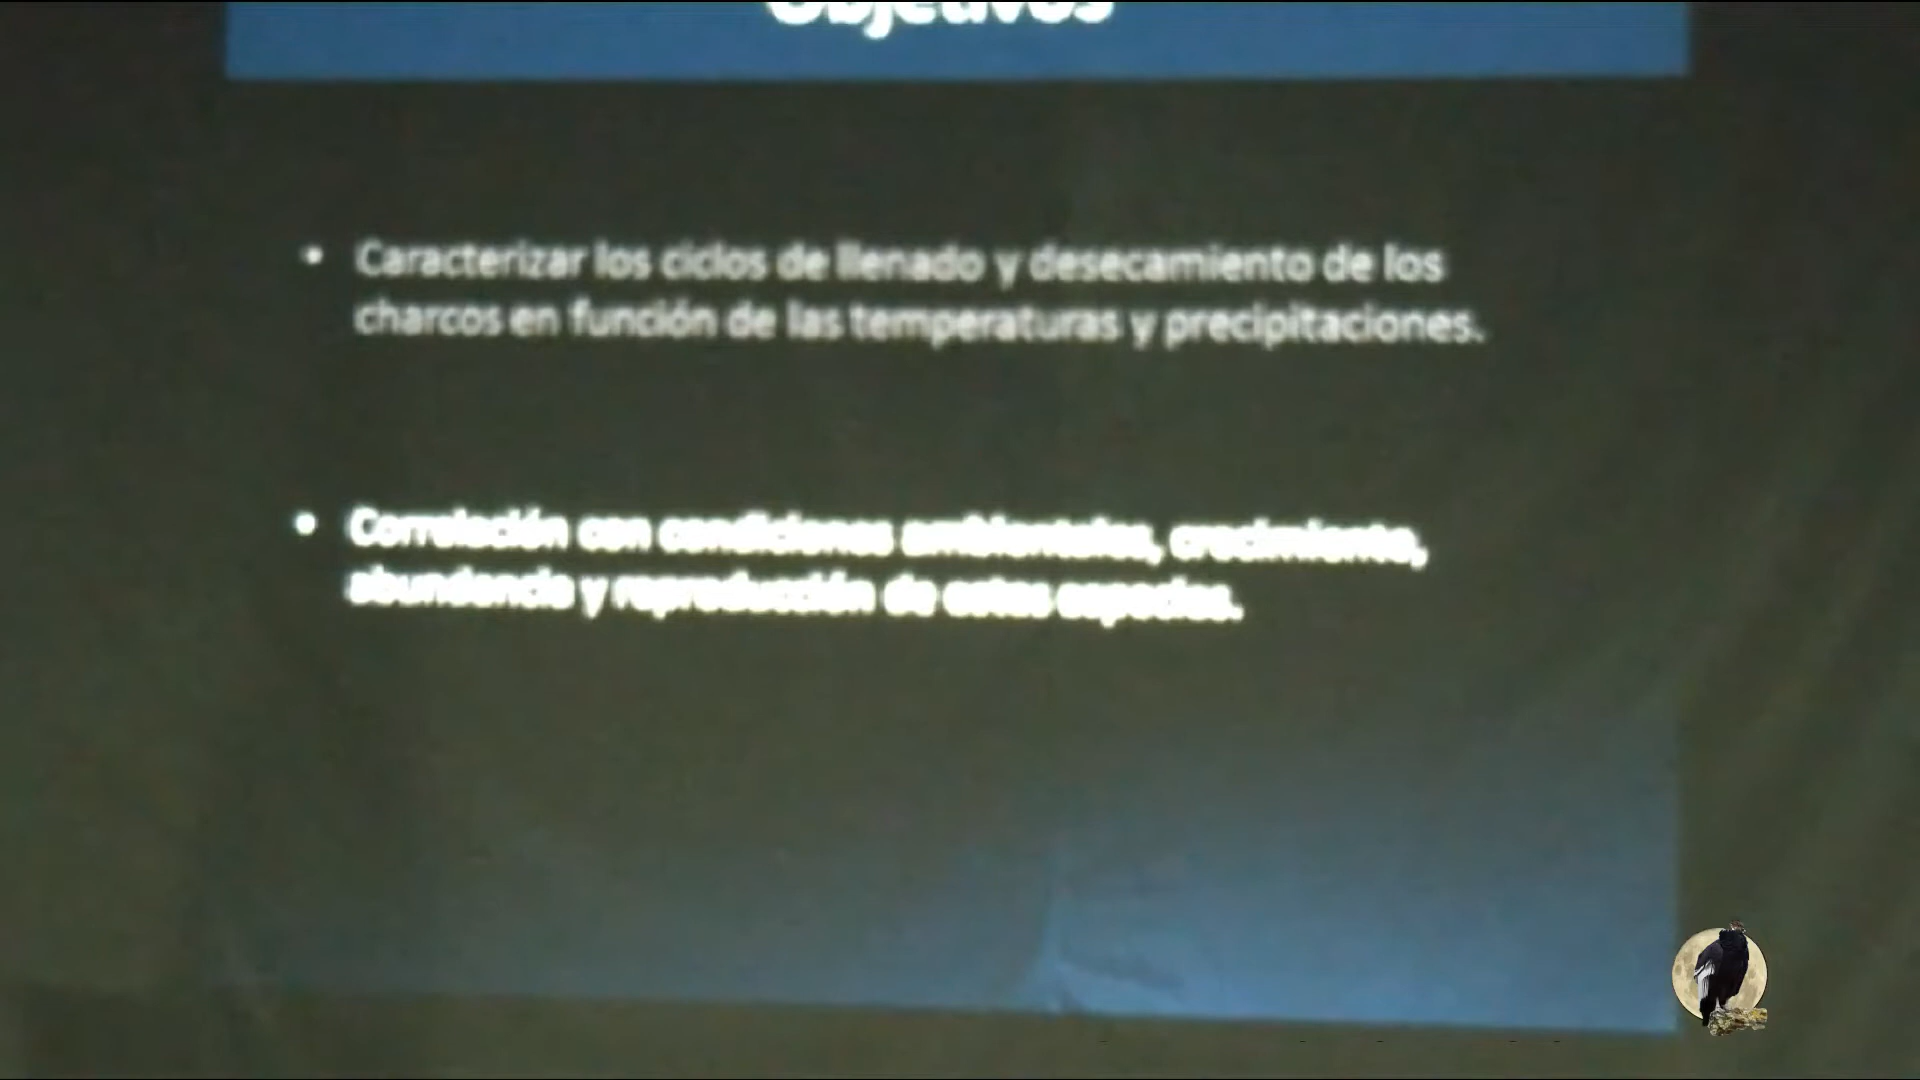 Objetivos
• Caracterizar los ciclos de llenado y desecamiento de los
charcos en función de las temperaturas y precipitaciones.
• Correlación con condiciones ambientales, crecimiento,
abundancia y reproducción de estas especies.